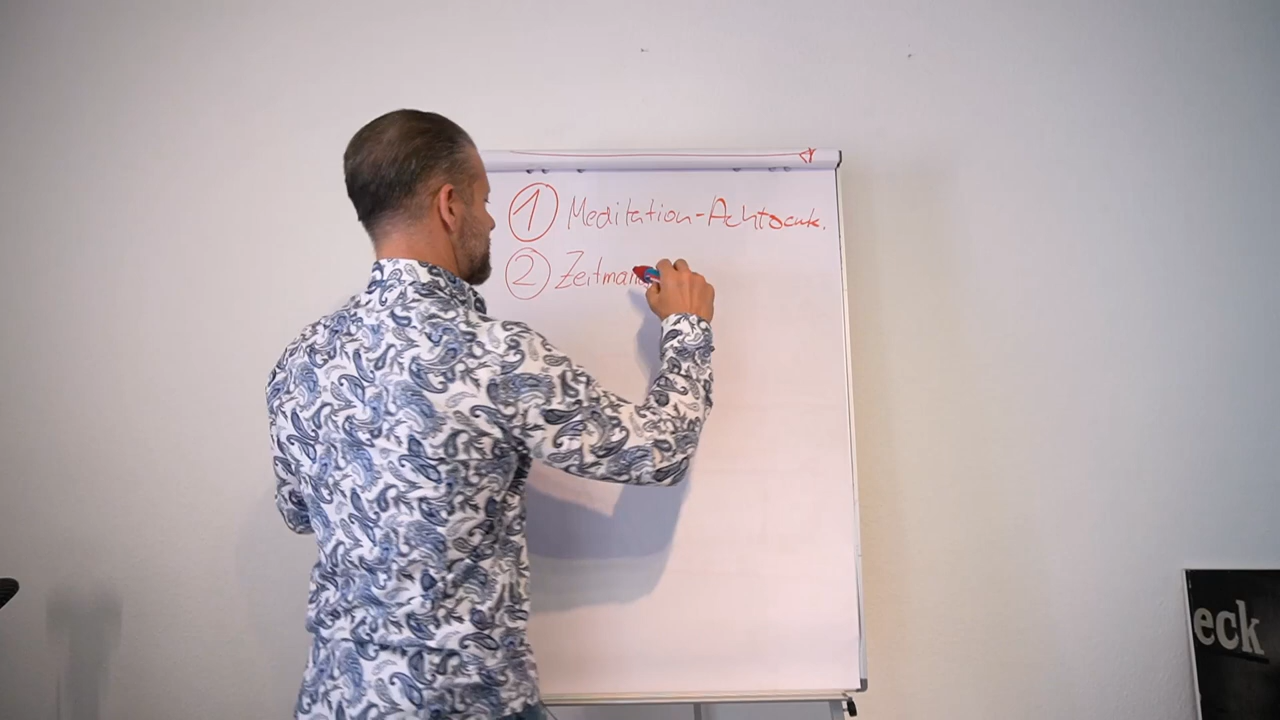 ① Meditation-Achtsamk.
② Zeitman
eck